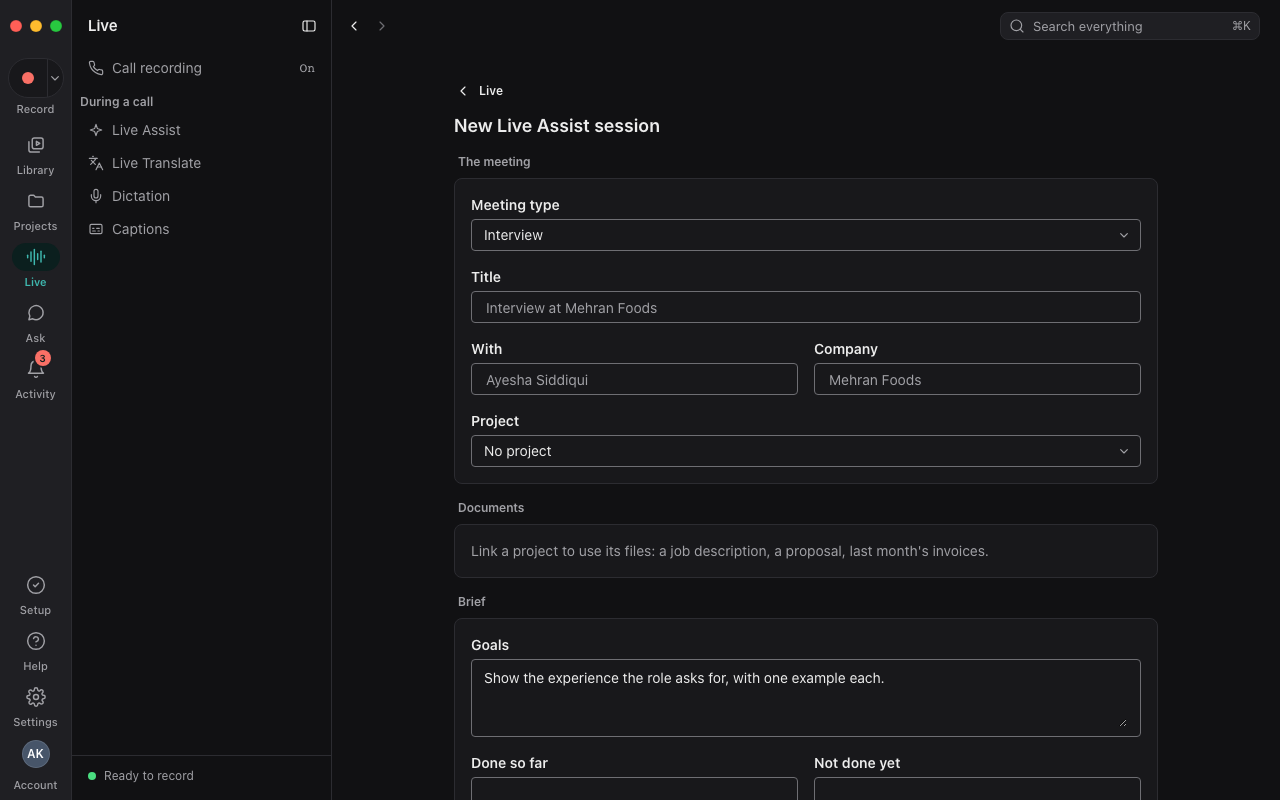 Live
Search everything
⌘K
Record
Library
Projects
Live
Ask
3
Activity
Setup
Help
Settings
AK
Account
Call recording
On
During a call
Live Assist
Live Translate
Dictation
Captions
Ready to record
Live
New Live Assist session
The meeting
Meeting type
Interview
Title
Interview at Mehran Foods
With
Company
Ayesha Siddiqui
Mehran Foods
Project
No project
Documents
Link a project to use its files: a job description, a proposal, last month's invoices.
Brief
Goals
Show the experience the role asks for, with one example each.
Done so far
Not done yet